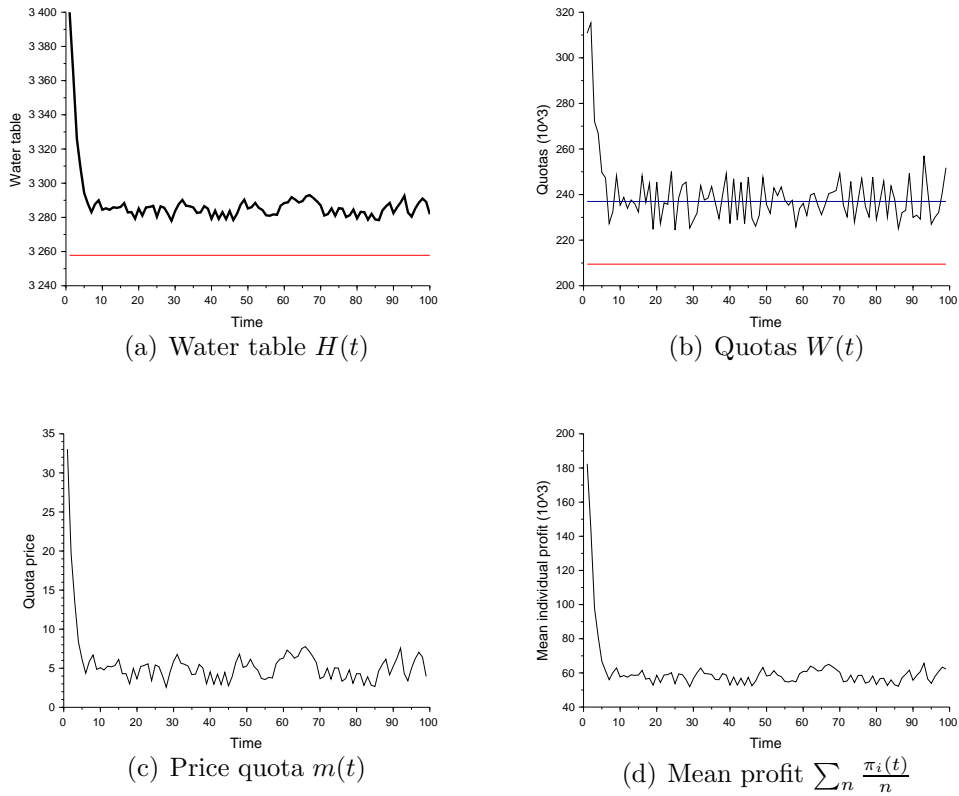 3 400
3 380
3 360
3 340
3 320
3 300
3 280
3 260
3 240
Water table
0 10 20 30 40 50 60 70 80 90 100
Time
(a) Water table H(t)
320
300
280
260
240
220
200
Quotas (10^3)
0 10 20 30 40 50 60 70 80 90 100
Time
(b) Quotas W(t)
35
30
25
20
15
10
5
0
Quota price
0 10 20 30 40 50 60 70 80 90 100
Time
(c) Price quota m(t)
200
180
160
140
120
100
80
60
40
Mean individual profit (10^3)
0 10 20 30 40 50 60 70 80 90 100
Time
(d) Mean profit ∑n πi(t)/n